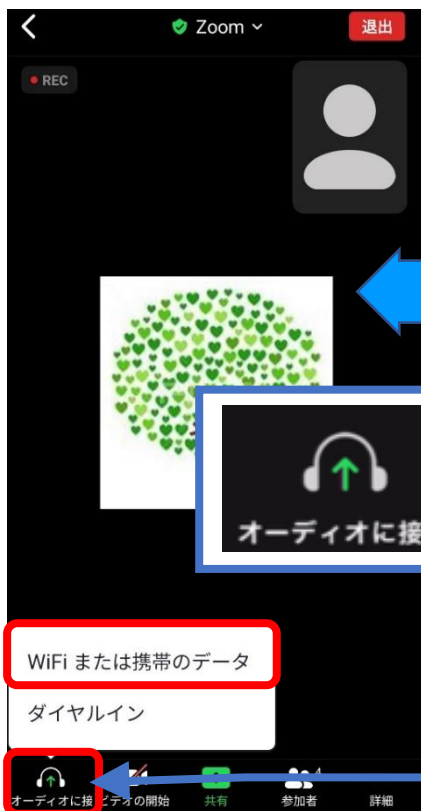 Zoom
退出
REC
オーディオに接
WiFi または携帯のデータ
ダイヤルイン
4
オーディオに接
ビデオの開始
共有
参加者
詳細